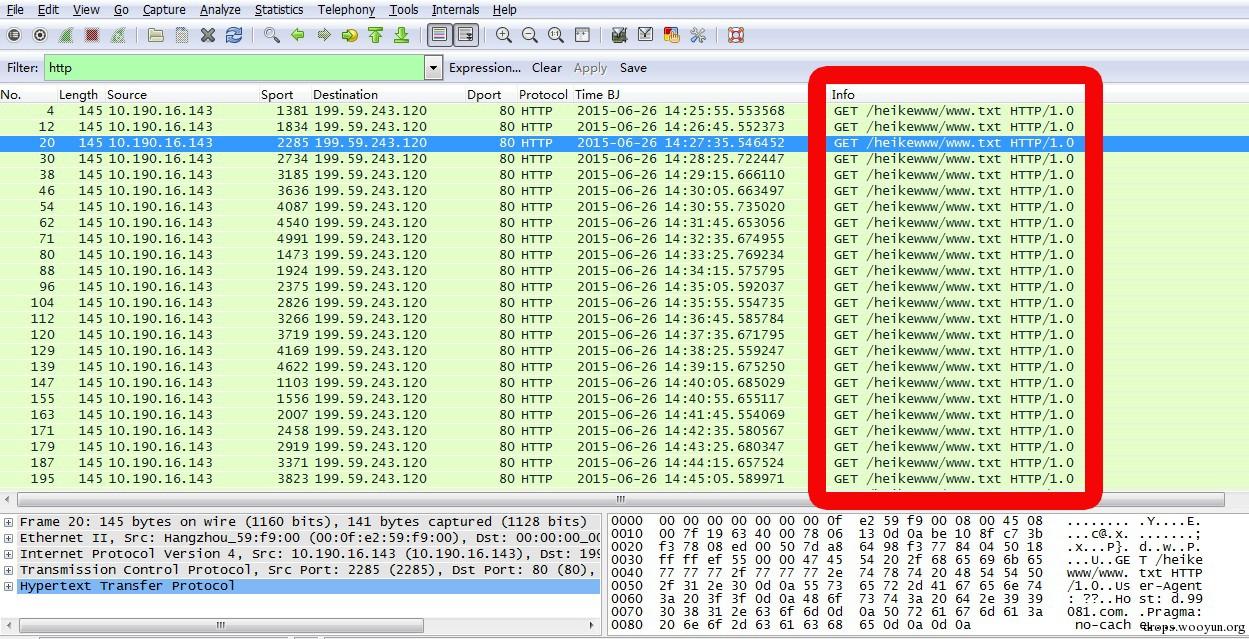 File Edit View Go Capture Analyze Statistics Telephony Tools Internals Help
Filter: http Expression... Clear Apply Save
No. Length Source Sport Destination Dport Protocol Time BJ Info
4 145 10.190.16.143 1381 199.59.243.120 80 HTTP 2015-06-26 14:25:55.553568 GET /heikewww/www.txt HTTP/1.0
12 145 10.190.16.143 1834 199.59.243.120 80 HTTP 2015-06-26 14:26:45.552373 GET /heikewww/www.txt HTTP/1.0
20 145 10.190.16.143 2285 199.59.243.120 80 HTTP 2015-06-26 14:27:35.546452 GET /heikewww/www.txt HTTP/1.0
30 145 10.190.16.143 2734 199.59.243.120 80 HTTP 2015-06-26 14:28:25.722447 GET /heikewww/www.txt HTTP/1.0
38 145 10.190.16.143 3185 199.59.243.120 80 HTTP 2015-06-26 14:29:15.666110 GET /heikewww/www.txt HTTP/1.0
46 145 10.190.16.143 3636 199.59.243.120 80 HTTP 2015-06-26 14:30:05.663497 GET /heikewww/www.txt HTTP/1.0
54 145 10.190.16.143 4087 199.59.243.120 80 HTTP 2015-06-26 14:30:55.735020 GET /heikewww/www.txt HTTP/1.0
62 145 10.190.16.143 4540 199.59.243.120 80 HTTP 2015-06-26 14:31:45.653056 GET /heikewww/www.txt HTTP/1.0
71 145 10.190.16.143 4991 199.59.243.120 80 HTTP 2015-06-26 14:32:35.674955 GET /heikewww/www.txt HTTP/1.0
80 145 10.190.16.143 1473 199.59.243.120 80 HTTP 2015-06-26 14:33:25.769234 GET /heikewww/www.txt HTTP/1.0
88 145 10.190.16.143 1924 199.59.243.120 80 HTTP 2015-06-26 14:34:15.575795 GET /heikewww/www.txt HTTP/1.0
96 145 10.190.16.143 2375 199.59.243.120 80 HTTP 2015-06-26 14:35:05.592037 GET /heikewww/www.txt HTTP/1.0
104 145 10.190.16.143 2826 199.59.243.120 80 HTTP 2015-06-26 14:35:55.554735 GET /heikewww/www.txt HTTP/1.0
112 145 10.190.16.143 3266 199.59.243.120 80 HTTP 2015-06-26 14:36:45.585784 GET /heikewww/www.txt HTTP/1.0
120 145 10.190.16.143 3719 199.59.243.120 80 HTTP 2015-06-26 14:37:35.671795 GET /heikewww/www.txt HTTP/1.0
129 145 10.190.16.143 4169 199.59.243.120 80 HTTP 2015-06-26 14:38:25.559247 GET /heikewww/www.txt HTTP/1.0
139 145 10.190.16.143 4622 199.59.243.120 80 HTTP 2015-06-26 14:39:15.675250 GET /heikewww/www.txt HTTP/1.0
147 145 10.190.16.143 1103 199.59.243.120 80 HTTP 2015-06-26 14:40:05.685029 GET /heikewww/www.txt HTTP/1.0
155 145 10.190.16.143 1556 199.59.243.120 80 HTTP 2015-06-26 14:40:55.655117 GET /heikewww/www.txt HTTP/1.0
163 145 10.190.16.143 2007 199.59.243.120 80 HTTP 2015-06-26 14:41:45.554069 GET /heikewww/www.txt HTTP/1.0
171 145 10.190.16.143 2458 199.59.243.120 80 HTTP 2015-06-26 14:42:35.580567 GET /heikewww/www.txt HTTP/1.0
179 145 10.190.16.143 2919 199.59.243.120 80 HTTP 2015-06-26 14:43:25.680347 GET /heikewww/www.txt HTTP/1.0
187 145 10.190.16.143 3371 199.59.243.120 80 HTTP 2015-06-26 14:44:15.657524 GET /heikewww/www.txt HTTP/1.0
195 145 10.190.16.143 3823 199.59.243.120 80 HTTP 2015-06-26 14:45:05.589971 GET /heikewww/www.txt HTTP/1.0
Frame 20: 145 bytes on wire (1160 bits), 141 bytes captured (1128 bits)
Ethernet II, Src: Hangzhou_59:f9:00 (00:0f:e2:59:f9:00), Dst: 00:00:00_00
Internet Protocol Version 4, Src: 10.190.16.143 (10.190.16.143), Dst: 199
Transmission Control Protocol, Src Port: 2285 (2285), Dst Port: 80 (80),
Hypertext Transfer Protocol
0000 00 00 00 00 00 00 00 0f e2 59 f9 00 08 00 45 08 ........ .Y....E.
0010 00 7f 19 63 40 00 78 06 13 0d 0a be 10 8f c7 3b ...c@.x. .......;
0020 f3 78 08 ed 00 50 7d a8 64 98 f3 77 84 04 50 18 .x...P}. d..w..P.
0030 ff ff ef 55 00 00 47 45 54 20 2f 68 65 69 6b 65 ...U..GE T /heike
0040 77 77 77 2f 77 77 77 2e 74 78 74 20 48 54 54 50 www/www. txt HTTP
0050 2f 31 2e 30 0d 0a 55 73 65 72 2d 41 67 65 6e 74 /1.0..Us er-Agent
0060 3a 20 3f 3f 0d 0a 48 6f 73 74 3a 20 64 2e 39 39 : ??..Ho st: d.99
0070 30 38 31 2e 63 6f 6d 0d 0a 50 72 61 67 6d 61 3a 081.com. .Pragma:
0080 20 6e 6f 2d 63 61 63 68 65 0d 0a 0d 0a no-cach
drops.wooyun.org